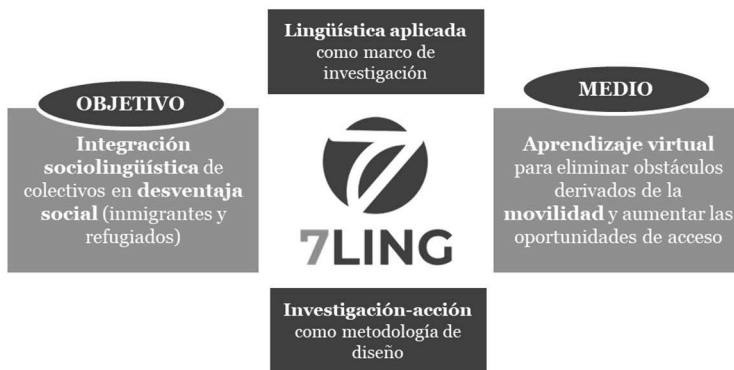 Lingüística aplicada
como marco de
investigación
OBJETIVO
Integración
sociolingüística de
colectivos en desventaja
social (inmigrantes y
refugiados)
7LING
MEDIO
Aprendizaje virtual
para eliminar obstáculos
derivados de la
movilidad y aumentar las
oportunidades de acceso
Investigación-acción
como metodología de
diseño